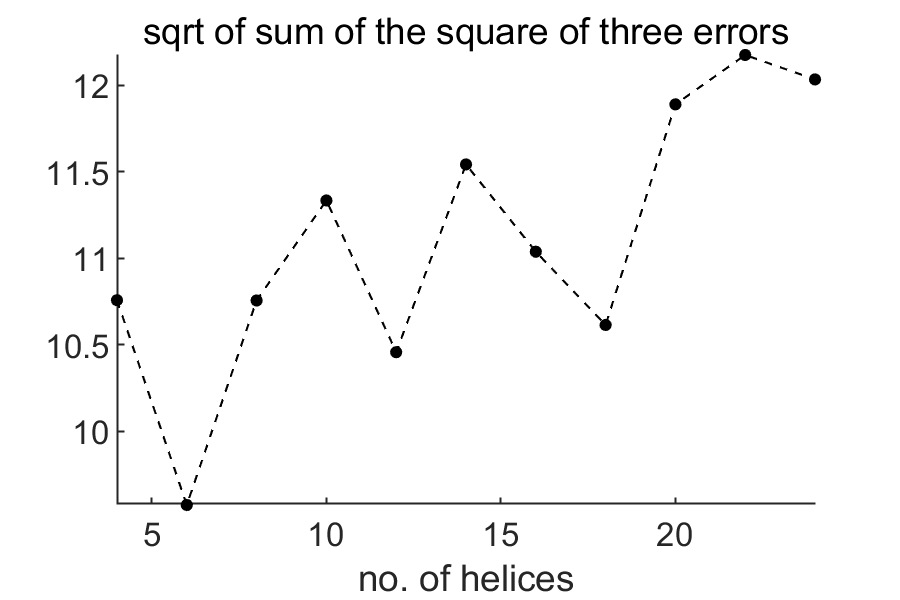 sqrt of sum of the square of three errors
12
11.5
11
10.5
10
5 10 15 20
no. of helices